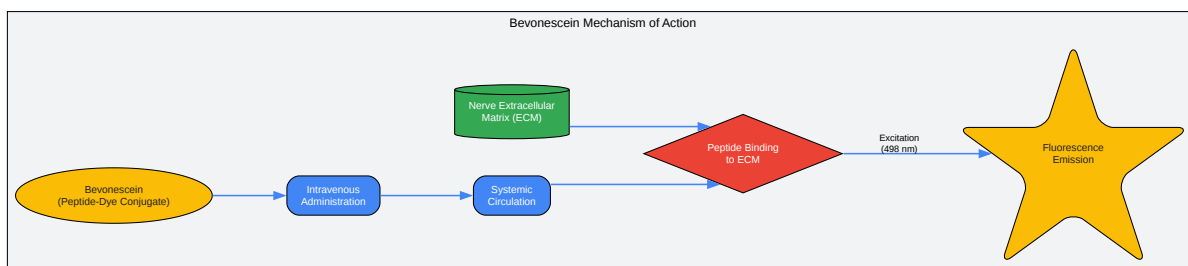 Bevonescein Mechanism of Action
Nerve Extracellular
Matrix (ECM)
Bevonescein
(Peptide-Dye Conjugate)
Intravenous
Administration
Systemic
Circulation
Peptide Binding
to ECM
Excitation
(498 nm)
Fluorescence
Emission